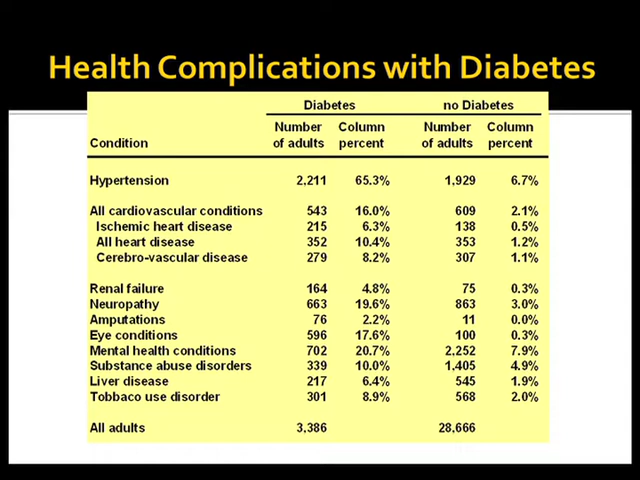 Health Complications with Diabetes
Diabetes no Diabetes
Number Column Number Column
Condition of adults percent of adults percent
Hypertension 2,211 65.3% 1,929 6.7%
All cardiovascular conditions 543 16.0% 609 2.1%
Ischemic heart disease 215 6.3% 138 0.5%
All heart disease 352 10.4% 353 1.2%
Cerebro-vascular disease 279 8.2% 307 1.1%
Renal failure 164 4.8% 75 0.3%
Neuropathy 663 19.6% 863 3.0%
Amputations 76 2.2% 11 0.0%
Eye conditions 596 17.6% 100 0.3%
Mental health conditions 702 20.7% 2,252 7.9%
Substance abuse disorders 339 10.0% 1,405 4.9%
Liver disease 217 6.4% 545 1.9%
Tobbaco use disorder 301 8.9% 568 2.0%
All adults 3,386 28,666